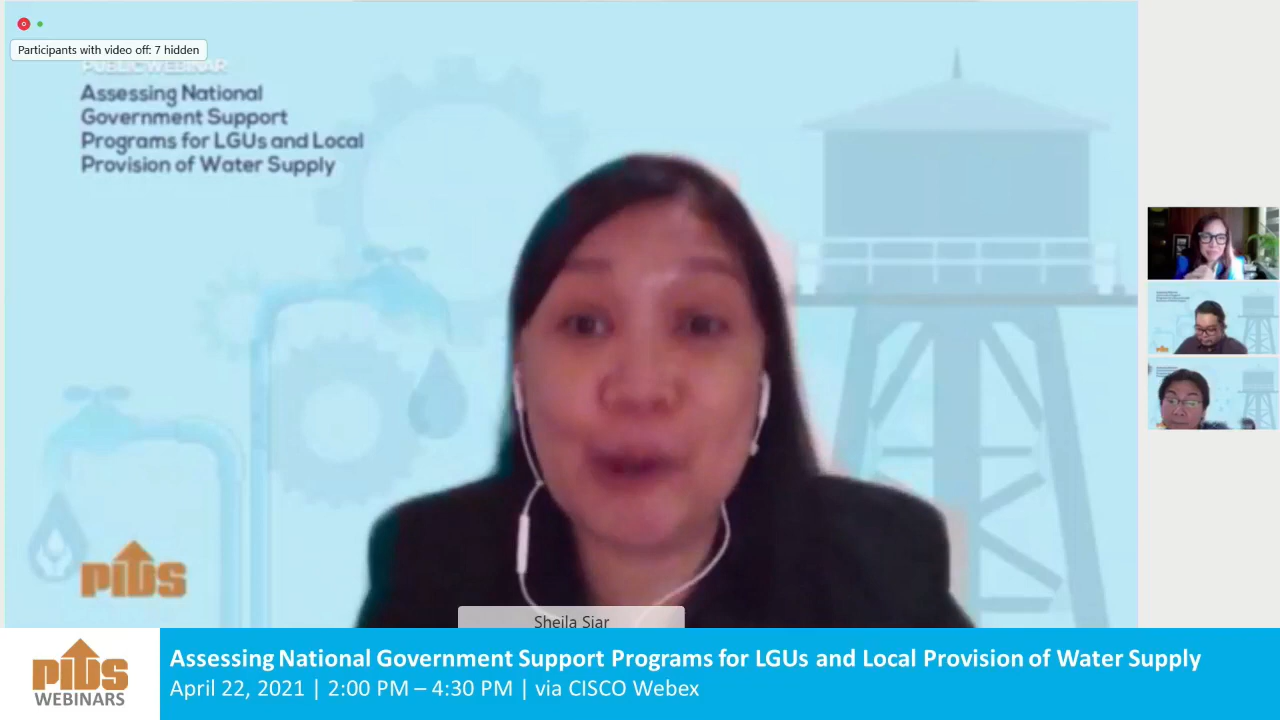 Participants with video off: 7 hidden
PUBLIC WEBINAR
Assessing National
Government Support
Programs for LGUs and Local
Provision of Water Supply
PIDS
Sheila Siar
PIDS
WEBINARS
Assessing National Government Support Programs for LGUs and Local Provision of Water Supply
April 22, 2021 | 2:00 PM – 4:30 PM | via CISCO Webex